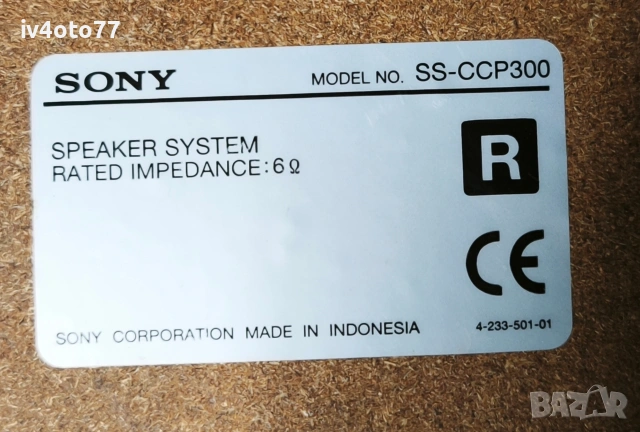 iv4oto77
SONY MODEL NO. SS-CCP300
SPEAKER SYSTEM
RATED IMPEDANCE:6Ω
R
CE
SONY CORPORATION MADE IN INDONESIA 4-233-501-01
BAZAR